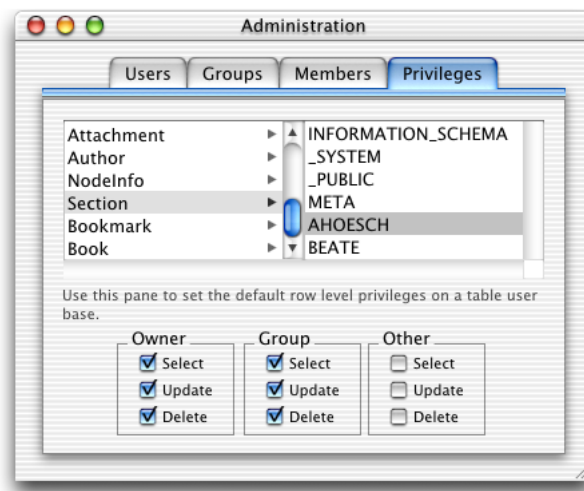 Administration
Users Groups Members Privileges
Attachment
Author
NodeInfo
Section
Bookmark
Book
INFORMATION_SCHEMA
_SYSTEM
_PUBLIC
META
AHOESCH
BEATE
Use this pane to set the default row level privileges on a table user
base.
Owner
Select
Update
Delete
Group
Select
Update
Delete
Other
Select
Update
Delete